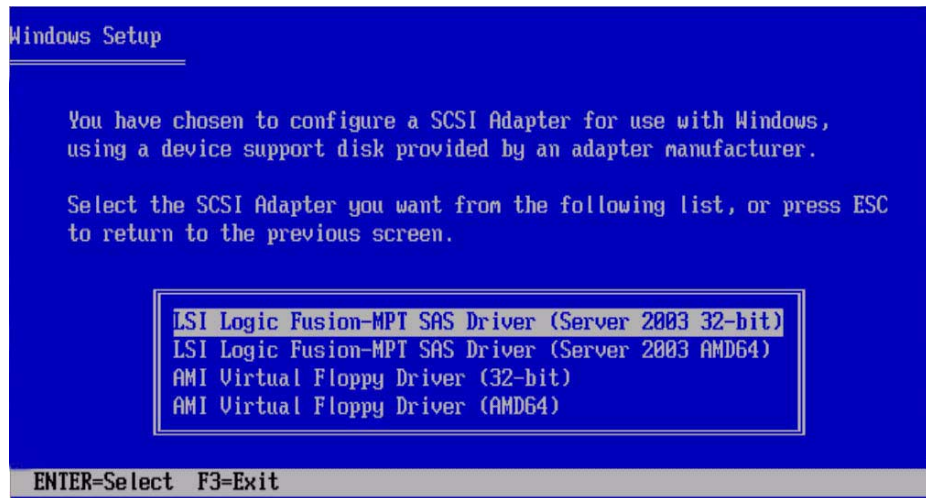 Windows Setup
You have chosen to configure a SCSI Adapter for use with Windows,
using a device support disk provided by an adapter manufacturer.
Select the SCSI Adapter you want from the following list, or press ESC
to return to the previous screen.
LSI Logic Fusion-MPT SAS Driver (Server 2003 32-bit)
LSI Logic Fusion-MPT SAS Driver (Server 2003 AMD64)
AMI Virtual Floppy Driver (32-bit)
AMI Virtual Floppy Driver (AMD64)
ENTER=Select F3=Exit